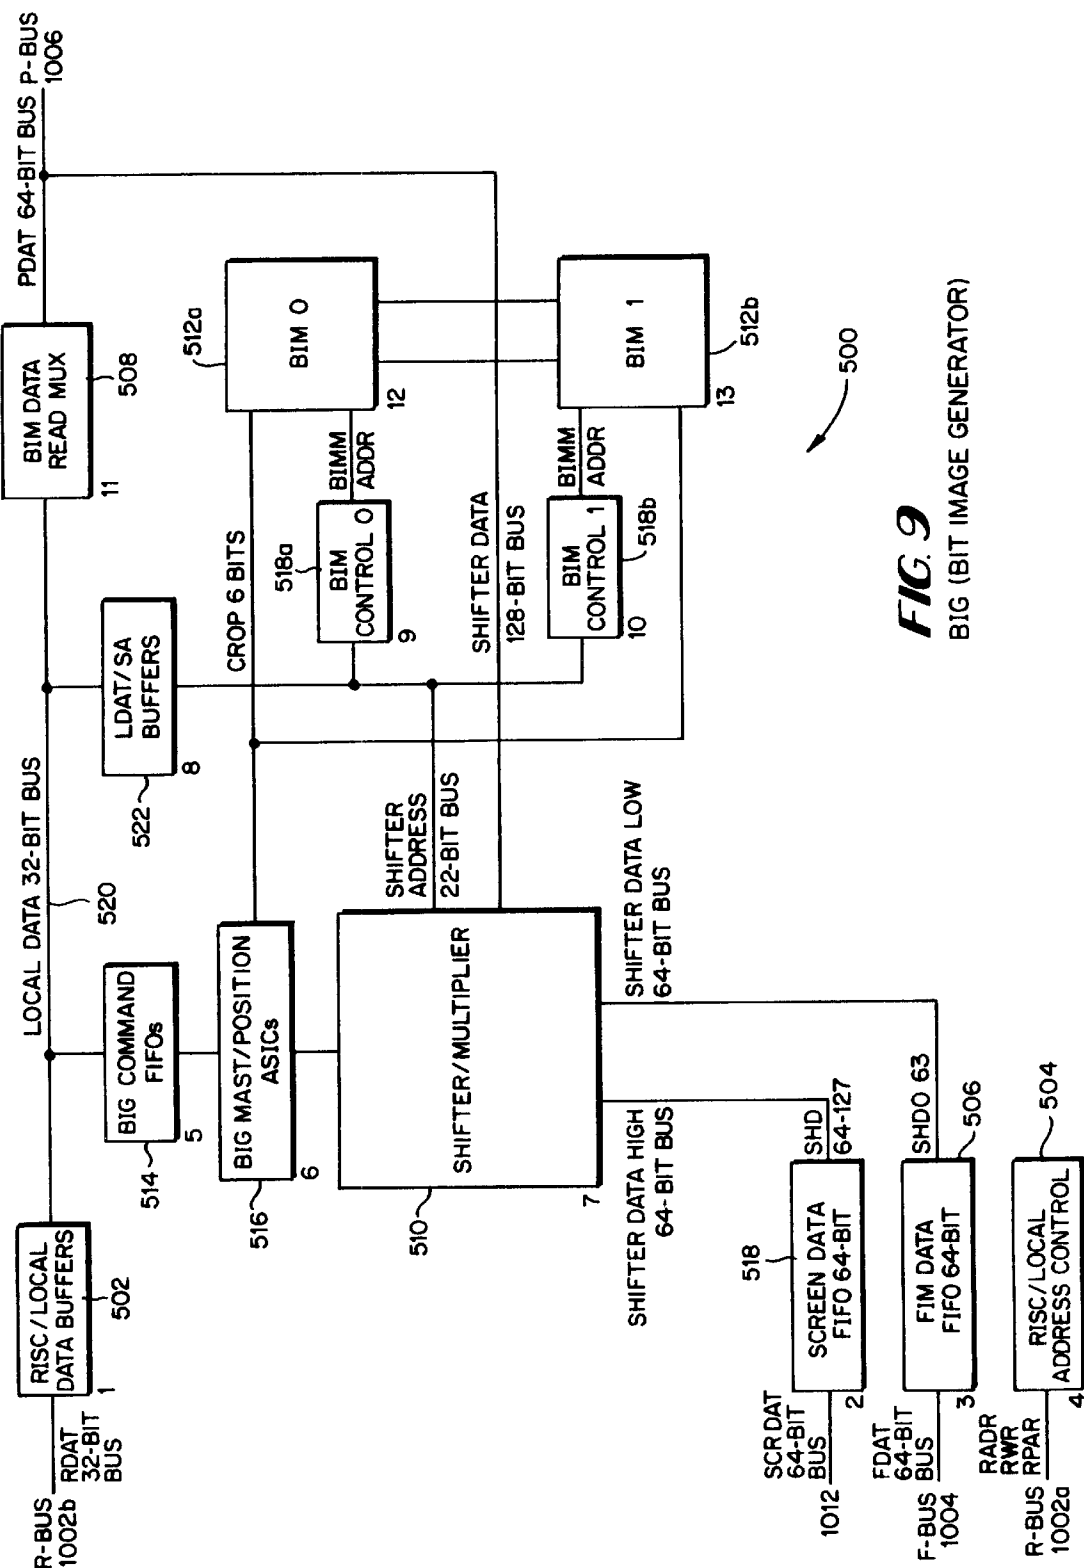 R-BUS
1002b
RDAT
32-BIT
BUS
RISC/LOCAL
DATA BUFFERS
1
502
LOCAL DATA 32-BIT BUS
520
BIG COMMAND
FIFOs
5
514
LDAT/SA
BUFFERS
8
522
BIM DATA
READ MUX
11
508
PDAT 64-BIT BUS
P-BUS
1006
BIG MAST/POSITION
ASICs
6
516
CROP 6 BITS
518a
BIM
CONTROL 0
9
BIMM
ADDR
512a
BIM 0
12
SHIFTER/MULTIPLIER
7
510
SHIFTER
ADDRESS
22-BIT BUS
SHIFTER DATA
128-BIT BUS
BIM
CONTROL 1
10
518b
BIMM
ADDR
BIM 1
13
512b
SHIFTER DATA HIGH
64-BIT BUS
SHIFTER DATA LOW
64-BIT BUS
SCR DAT
64-BIT
BUS
1012
518
SCREEN DATA
FIFO 64-BIT
2
SHD
64-127
FDAT
64-BIT
BUS
F-BUS
1004
FIM DATA
FIFO 64-BIT
3
SHD0 63
506
RADR
RWR
RPAR
R-BUS
1002a
RISC/LOCAL
ADDRESS CONTROL
4
504
500
FIG. 9
BIG (BIT IMAGE GENERATOR)